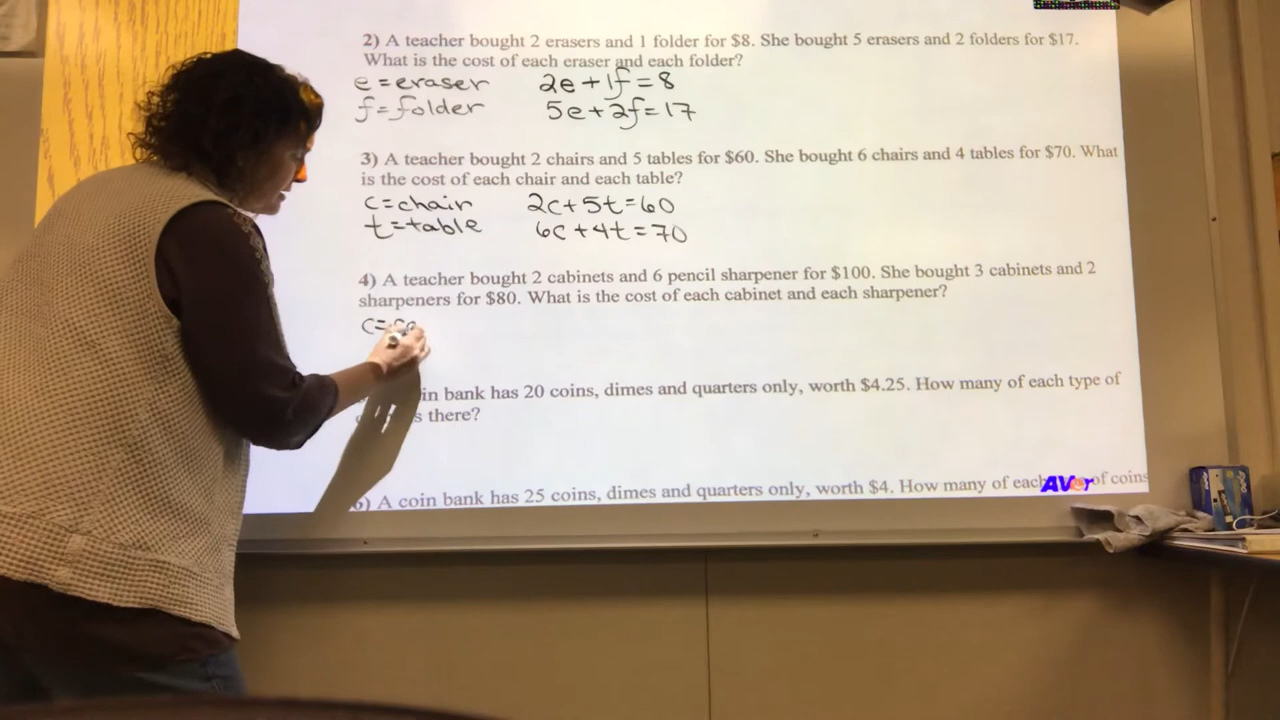 2) A teacher bought 2 erasers and 1 folder for $8. She bought 5 erasers and 2 folders for $17.
What is the cost of each eraser and each folder?
e = eraser 2e + 1f = 8
f = folder 5e + 2f = 17
3) A teacher bought 2 chairs and 5 tables for $60. She bought 6 chairs and 4 tables for $70. What
is the cost of each chair and each table?
c = chair 2c + 5t = 60
t = table 6c + 4t = 70
4) A teacher bought 2 cabinets and 6 pencil sharpener for $100. She bought 3 cabinets and 2
sharpeners for $80. What is the cost of each cabinet and each sharpener?
c = ca
in bank has 20 coins, dimes and quarters only, worth $4.25. How many of each type of
s there?
6) A coin bank has 25 coins, dimes and quarters only, worth $4. How many of each of coins
AVer